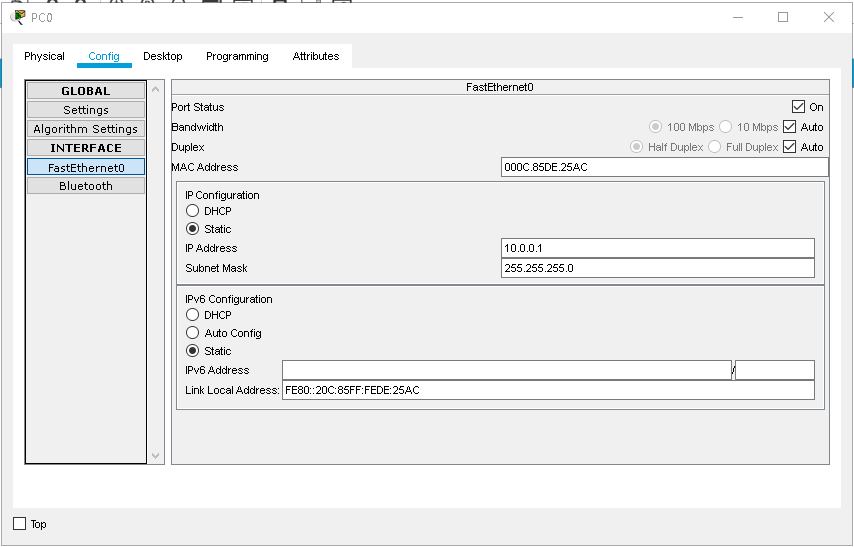 PC0
Physical Config Desktop Programming Attributes
GLOBAL
Settings
Algorithm Settings
INTERFACE
FastEthernet0
Bluetooth
FastEthernet0
Port Status On
Bandwidth 100 Mbps 10 Mbps Auto
Duplex Half Duplex Full Duplex Auto
MAC Address 000C.85DE.25AC
IP Configuration
DHCP
Static
IP Address 10.0.0.1
Subnet Mask 255.255.255.0
IPv6 Configuration
DHCP
Auto Config
Static
IPv6 Address /
Link Local Address: FE80::20C:85FF:FEDE:25AC
Top